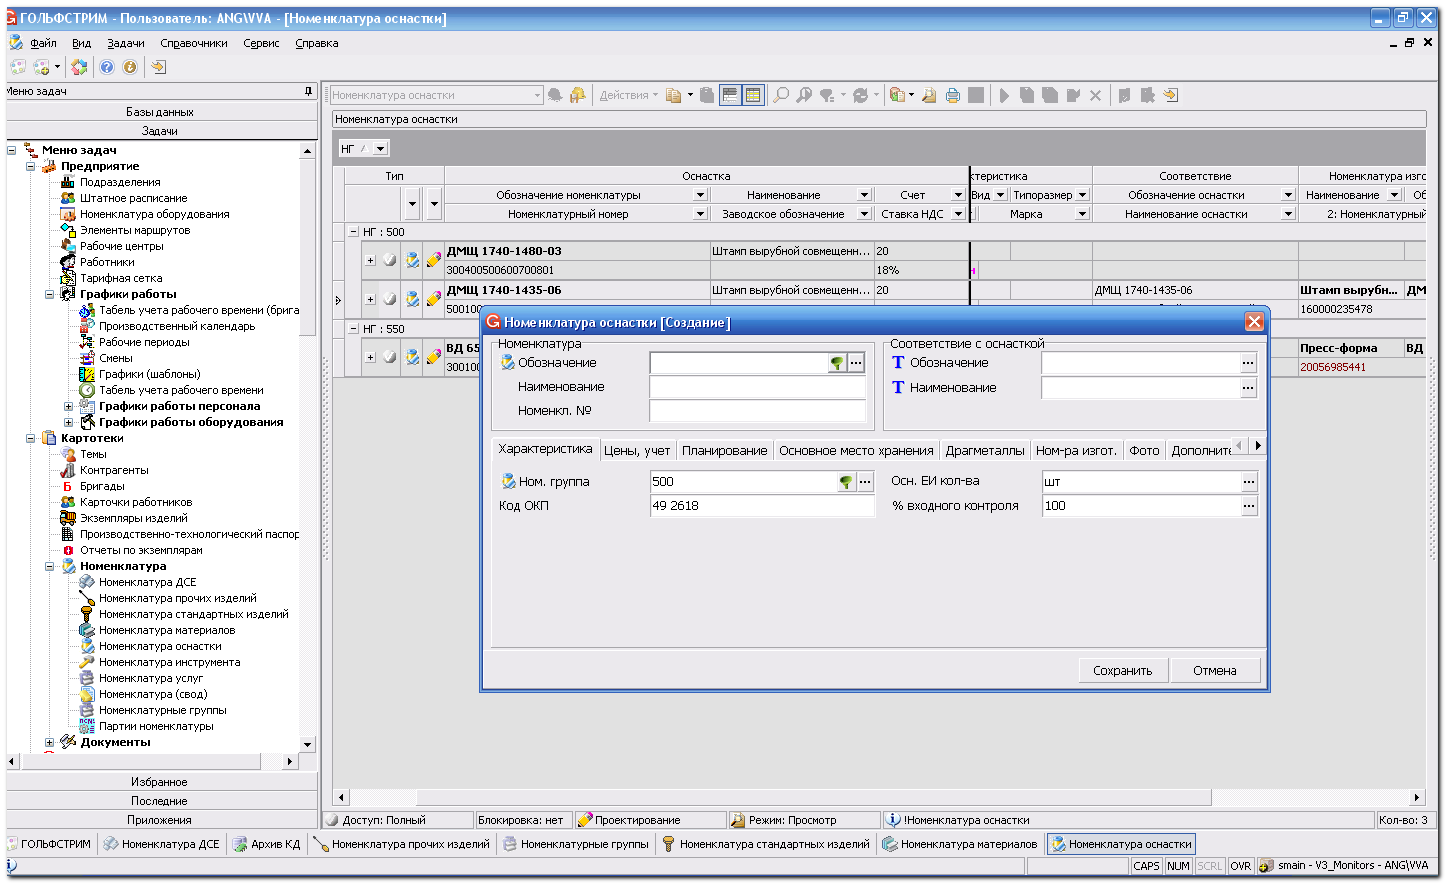 ГОЛЬФСТРИМ - Пользователь: ANG\VVA - [Номенклатура оснастки]
Файл Вид Задачи Справочники Сервис Справка
Меню задач
Базы данных
Задачи
Меню задач
Предприятие
Подразделения
Штатное расписание
Номенклатура оборудования
Элементы маршрутов
Рабочие центры
Работники
Тарифная сетка
Графики работы
Табель учета рабочего времени (брига
Производственный календарь
Рабочие периоды
Смены
Графики (шаблоны)
Табель учета рабочего времени
Графики работы персонала
Графики работы оборудования
Картотеки
Темы
Контрагенты
Бригады
Карточки работников
Экземпляры изделий
Производственно-технологический паспор
Отчеты по экземплярам
Номенклатура
Номенклатура ДСЕ
Номенклатура прочих изделий
Номенклатура стандартных изделий
Номенклатура материалов
Номенклатура оснастки
Номенклатура инструмента
Номенклатура услуг
Номенклатура (свод)
Номенклатурные группы
Партии номенклатуры
Документы
Избранное
Последние
Приложения
Номенклатура оснастки Действия
Номенклатура оснастки
НГ
Тип Оснастка ктеристика Соответствие Номенклатура изго
Обозначение номенклатуры Наименование Счет Вид Типоразмер Обозначение оснастки Наименование Об
Номенклатурный номер Заводское обозначение Ставка НДС Марка Наименование оснастки 2: Номенклатурный
НГ : 500
ДМЩ 1740-1480-03 Штамп вырубной совмещенн... 20
300400500600700801 18%
ДМЩ 1740-1435-06 Штамп вырубной совмещенн... 20 ДМЩ 1740-1435-06 Штамп вырубн... ДМ
500100 160000235478
НГ : 550
ВД 65 Пресс-форма ВД
300100 20056985441
Номенклатура оснастки [Создание]
Номенклатура Соответствие с оснасткой
Обозначение ... T Обозначение ...
Наименование T Наименование ...
Номенкл. №
Характеристика Цены, учет Планирование Основное место хранения Драгметаллы Ном-ра изгот. Фото Дополните
Ном. группа 500 ... Осн. ЕИ кол-ва шт ...
Код ОКП 49 2618 % входного контроля 100 ...
Сохранить Отмена
Доступ: Полный Блокировка: нет Проектирование Режим: Просмотр !Номенклатура оснастки Кол-во: 3
ГОЛЬФСТРИМ Номенклатура ДСЕ Архив КД Номенклатура прочих изделий Номенклатурные группы Номенклатура стандартных изделий Номенклатура материалов Номенклатура оснастки
CAPS NUM SCRL OVR smain - V3_Monitors - ANG\VVA